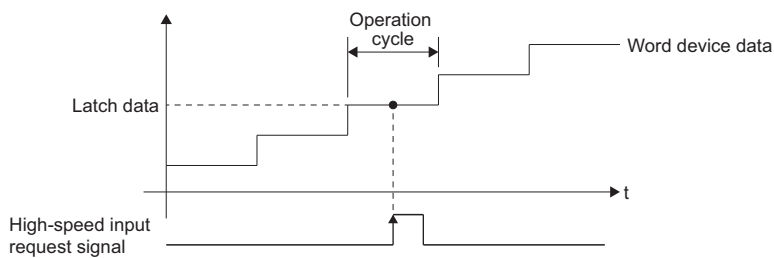 Operation
cycle
Word device data
Latch data
t
High-speed input
request signal